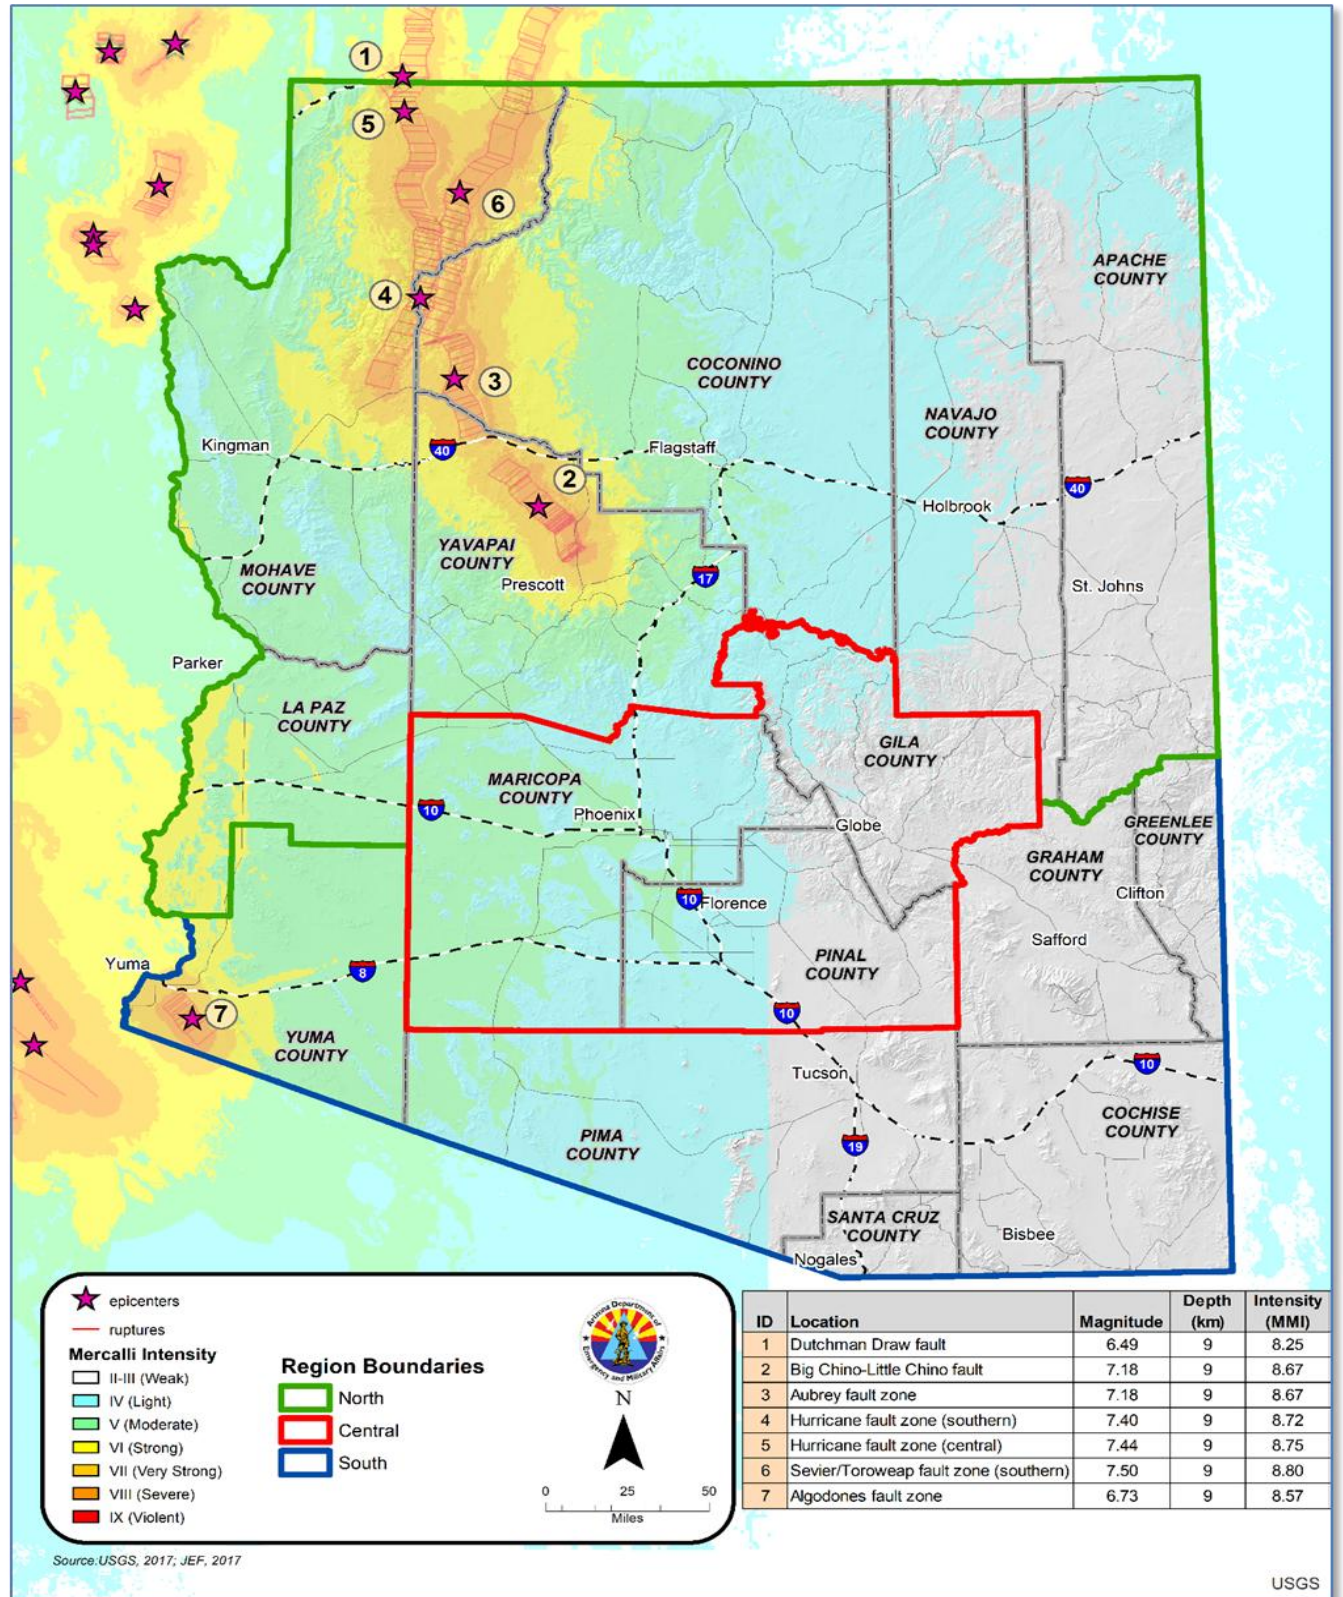 1
5
6
4
3
2
7
APACHE
COUNTY
COCONINO
COUNTY
NAVAJO
COUNTY
Kingman
40
Flagstaff
40
Holbrook
YAVAPAI
COUNTY
MOHAVE
COUNTY
Prescott
17
St. Johns
Parker
LA PAZ
COUNTY
GILA
COUNTY
MARICOPA
COUNTY
10
Phoenix
Globe
GREENLEE
COUNTY
GRAHAM
COUNTY
Clifton
10
Florence
Safford
Yuma
8
PINAL
COUNTY
10
YUMA
COUNTY
Tucson
10
COCHISE
COUNTY
PIMA
COUNTY
19
SANTA CRUZ
COUNTY
Bisbee
Nogales
epicenters
ruptures
Mercalli Intensity
II-III (Weak)
IV (Light)
V (Moderate)
VI (Strong)
VII (Very Strong)
VIII (Severe)
IX (Violent)
Region Boundaries
North
Central
South
Arizona Department of
Emergency and Military Affairs
N
0 25 50
Miles
ID Location Magnitude Depth (km) Intensity (MMI)
1 Dutchman Draw fault 6.49 9 8.25
2 Big Chino-Little Chino fault 7.18 9 8.67
3 Aubrey fault zone 7.18 9 8.67
4 Hurricane fault zone (southern) 7.40 9 8.72
5 Hurricane fault zone (central) 7.44 9 8.75
6 Sevier/Toroweap fault zone (southern) 7.50 9 8.80
7 Algodones fault zone 6.73 9 8.57
Source:USGS, 2017; JEF, 2017
USGS